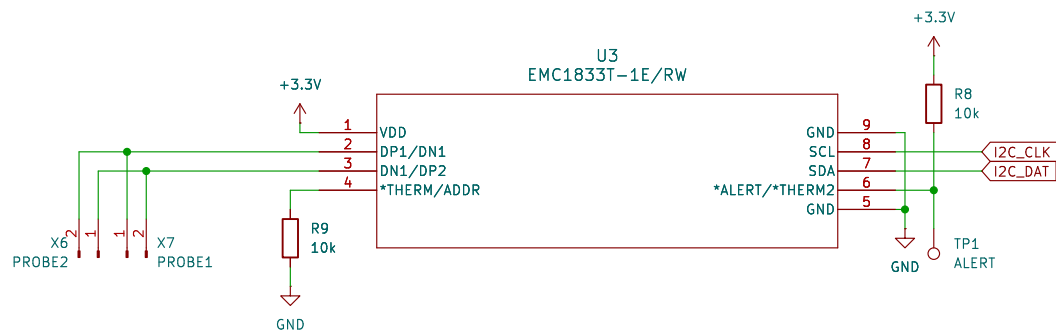 +3.3V
U3
EMC1833T-1E/RW
+3.3V
R8
10k
1 VDD
2 DP1/DN1
3 DN1/DP2
4 *THERM/ADDR
GND 9
SCL 8 I2C_CLK
SDA 7 I2C_DAT
*ALERT/*THERM2 6
GND 5
R9
10k
X6 2 1 1 2 X7
PROBE2 PROBE1
TP1
ALERT
GND
GND